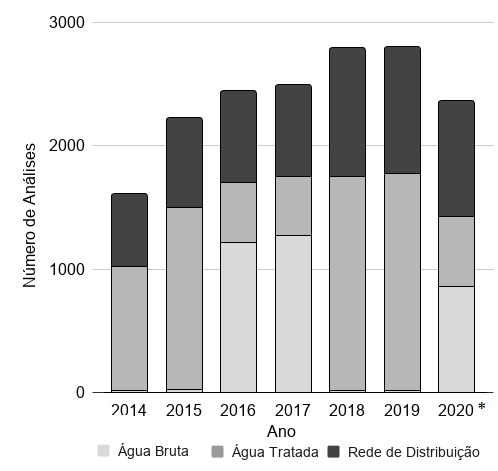 3000
2000
1000
0
Número de Análises
2014 2015 2016 2017 2018 2019 2020 *
Ano
Água Bruta Água Tratada Rede de Distribuição